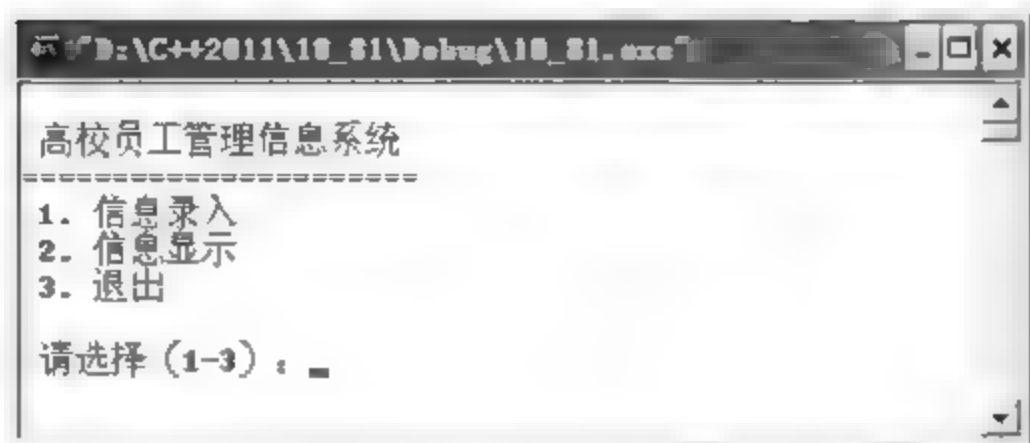 "D:\C++2011\10_81\Debug\10_81.exe"
高校员工管理信息系统
======================
1. 信息录入
2. 信息显示
3. 退出
请选择（1-3）：_